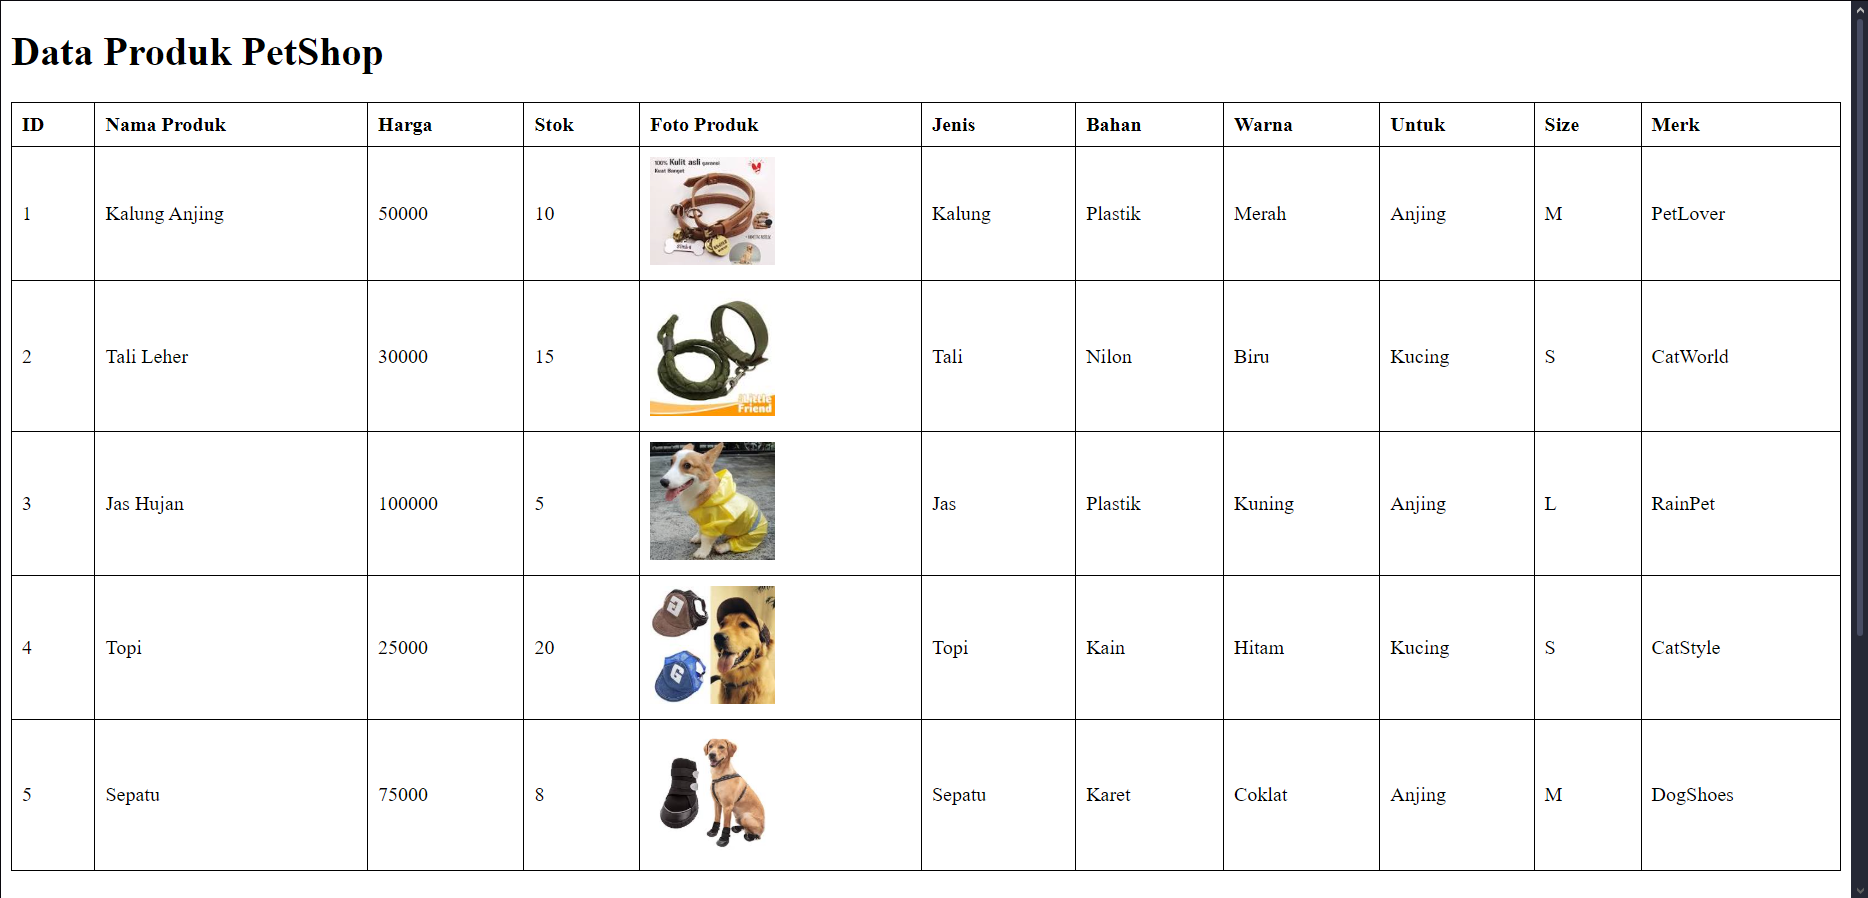 Data Produk PetShop
ID Nama Produk Harga Stok Foto Produk Jenis Bahan Warna Untuk Size Merk
100% Kulit asli garansi
Kuat Banget
1 Kalung Anjing 50000 10 Kalung Plastik Merah Anjing M PetLover
2 Tali Leher 30000 15 Tali Nilon Biru Kucing S CatWorld
Little
Friend
3 Jas Hujan 100000 5 Jas Plastik Kuning Anjing L RainPet
4 Topi 25000 20 Topi Kain Hitam Kucing S CatStyle
G
5 Sepatu 75000 8 Sepatu Karet Coklat Anjing M DogShoes